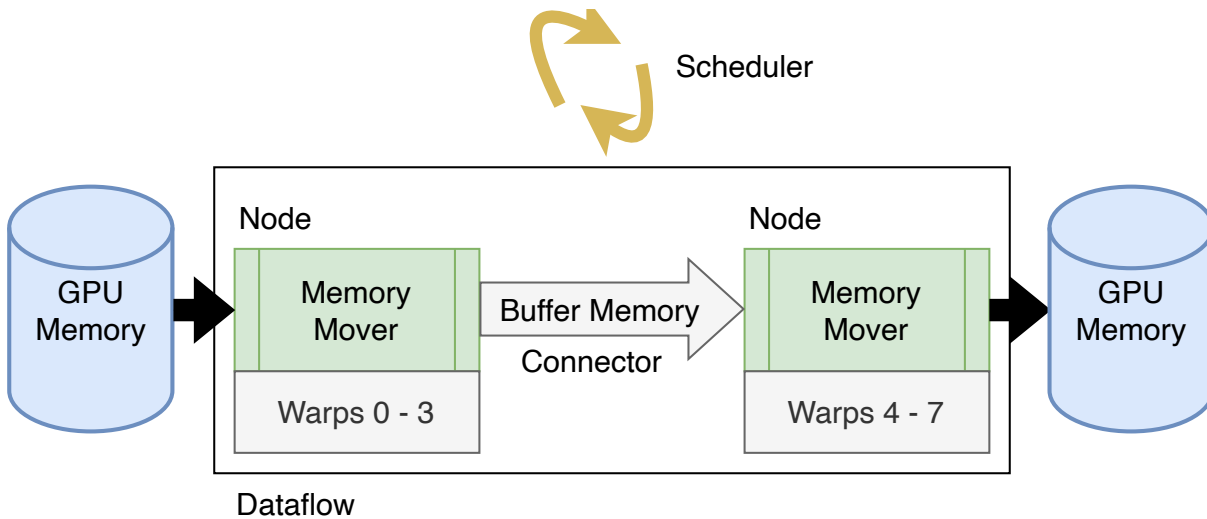 Scheduler
Node
Node
GPU
Memory
Memory
Mover
Buffer Memory
Connector
Memory
Mover
GPU
Memory
Warps 0 - 3
Warps 4 - 7
Dataflow